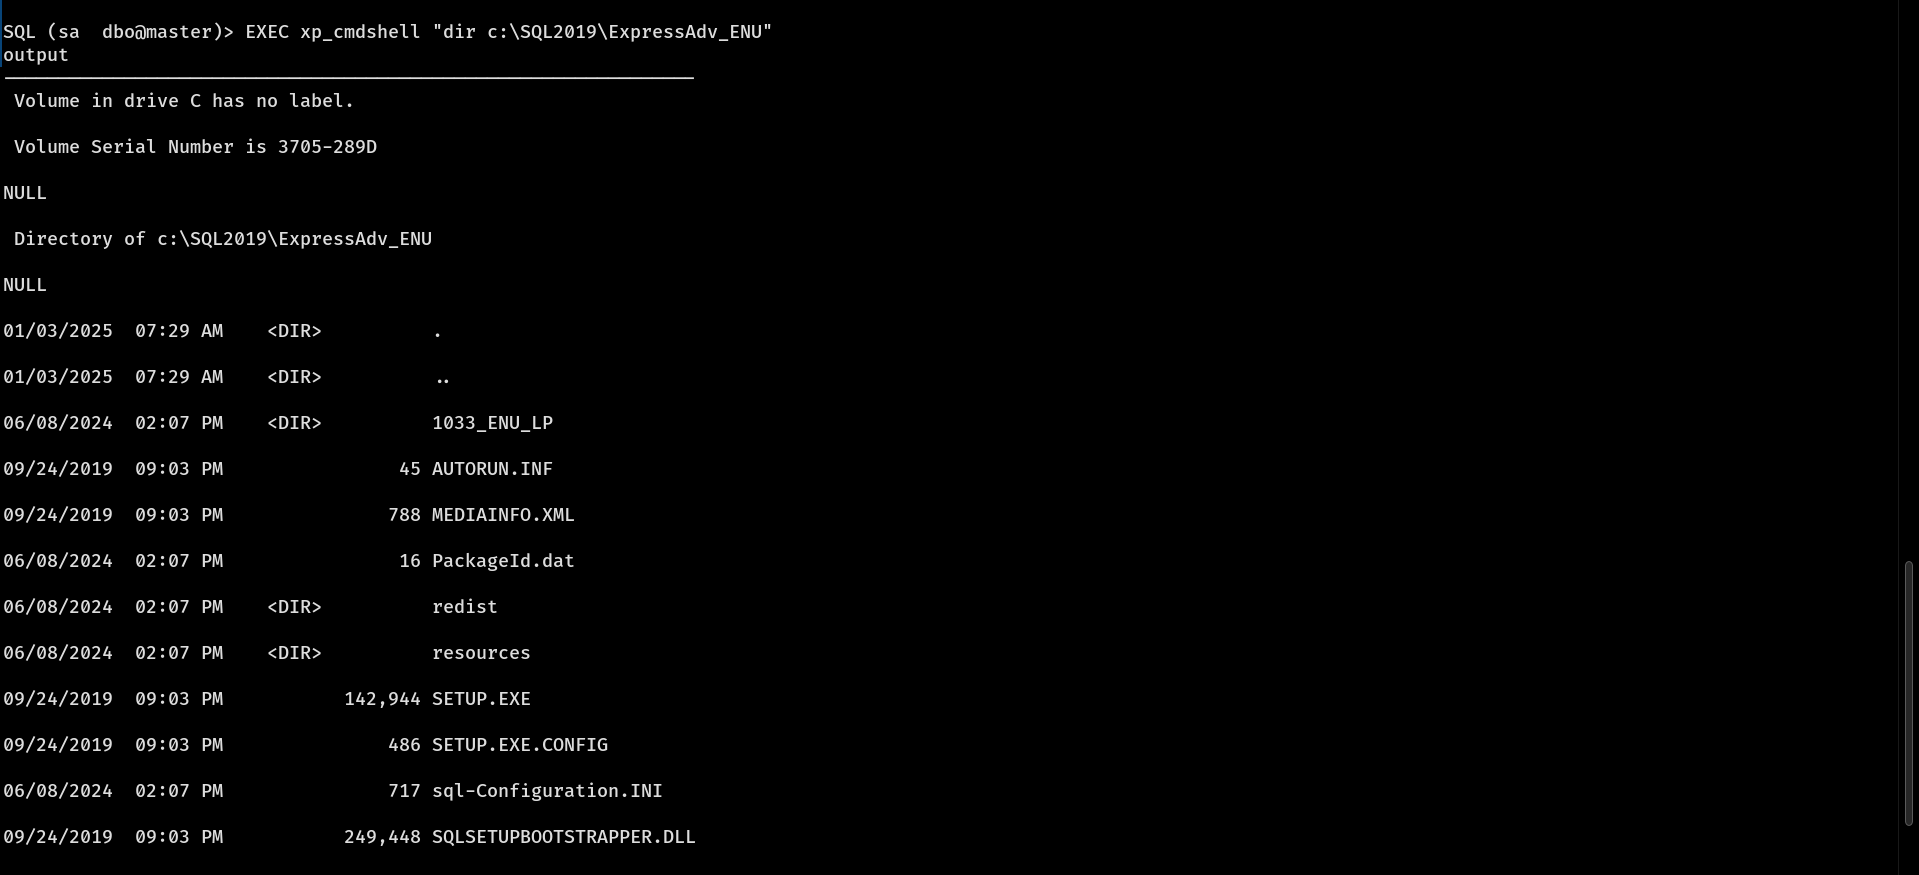 SQL (sa  dbo@master)> EXEC xp_cmdshell "dir c:\SQL2019\ExpressAdv_ENU"
output
 Volume in drive C has no label.
 Volume Serial Number is 3705-289D
NULL
 Directory of c:\SQL2019\ExpressAdv_ENU
NULL
01/03/2025  07:29 AM    <DIR>          .
01/03/2025  07:29 AM    <DIR>          ..
06/08/2024  02:07 PM    <DIR>          1033_ENU_LP
09/24/2019  09:03 PM                45 AUTORUN.INF
09/24/2019  09:03 PM               788 MEDIAINFO.XML
06/08/2024  02:07 PM                16 PackageId.dat
06/08/2024  02:07 PM    <DIR>          redist
06/08/2024  02:07 PM    <DIR>          resources
09/24/2019  09:03 PM           142,944 SETUP.EXE
09/24/2019  09:03 PM               486 SETUP.EXE.CONFIG
06/08/2024  02:07 PM               717 sql-Configuration.INI
09/24/2019  09:03 PM           249,448 SQLSETUPBOOTSTRAPPER.DLL